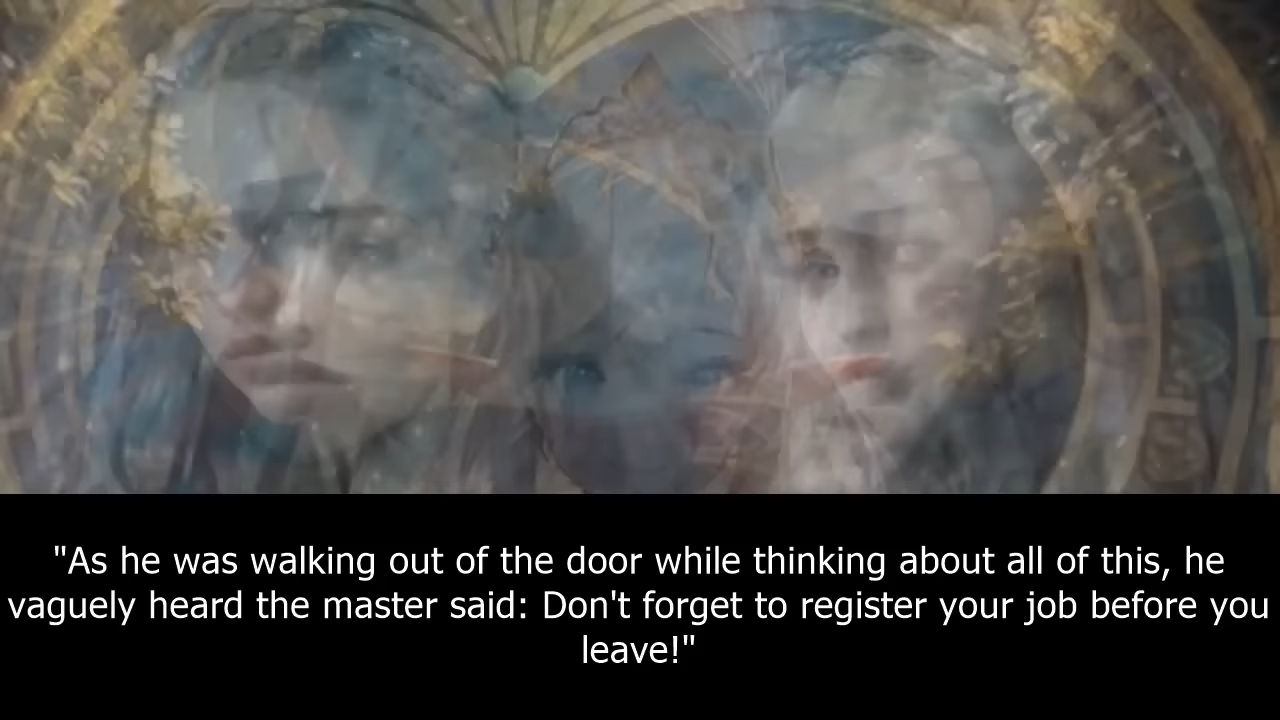 "As he was walking out of the door while thinking about all of this, he
vaguely heard the master said: Don't forget to register your job before you
leave!"